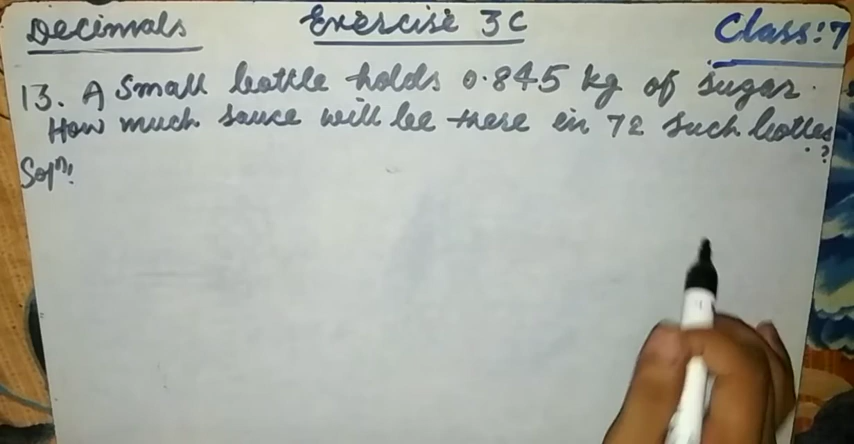 Decimals Exercise 3C Class:7
13. A small bottle holds 0.845 kg of sugar.
How much sauce will be there in 72 such bottles?
Solⁿ: